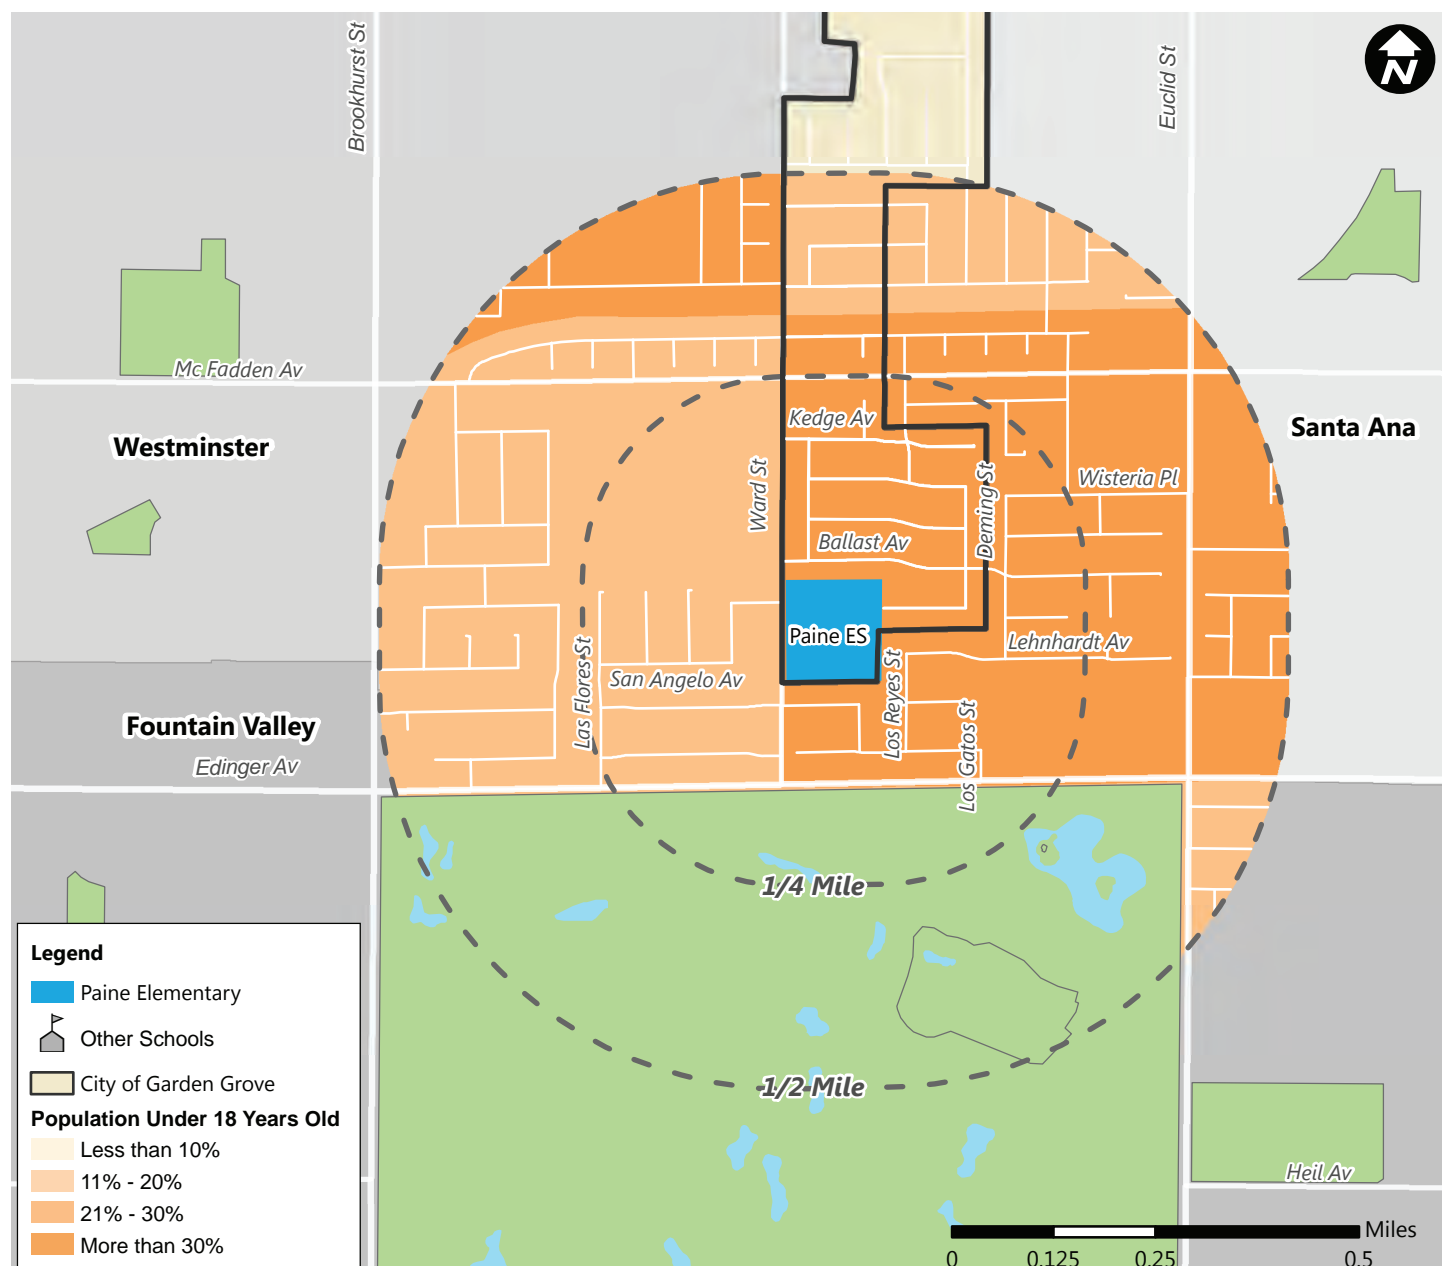 Brookhurst St
Euclid St
N
Mc Fadden Av
Kedge Av
Westminster
Santa Ana
Ward St
Deming St
Wisteria Pl
Ballast Av
Paine ES
Lehnhardt Av
Las Flores St
San Angelo Av
Los Reyes St
Los Gatos St
Fountain Valley
Edinger Av
1/4 Mile
1/2 Mile
Legend
Paine Elementary
Other Schools
City of Garden Grove
Population Under 18 Years Old
Less than 10%
11% - 20%
21% - 30%
More than 30%
Heil Av
Miles
0 0.125 0.25 0.5